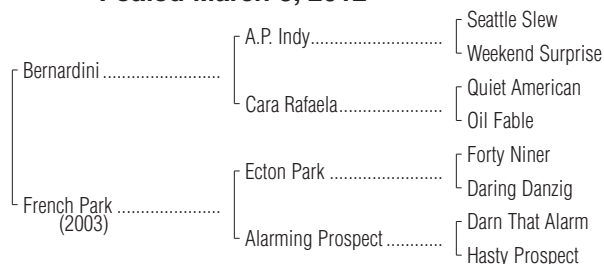 Foaled March 2012
Seattle Slew
A.P. Indy
Weekend Surprise
Bernardini
Quiet American
Cara Rafaela
Oil Fable
Forty Niner
Ecton Park
Daring Danzig
French Park
(2003)
Darn That Alarm
Alarming Prospect
Hasty Prospect